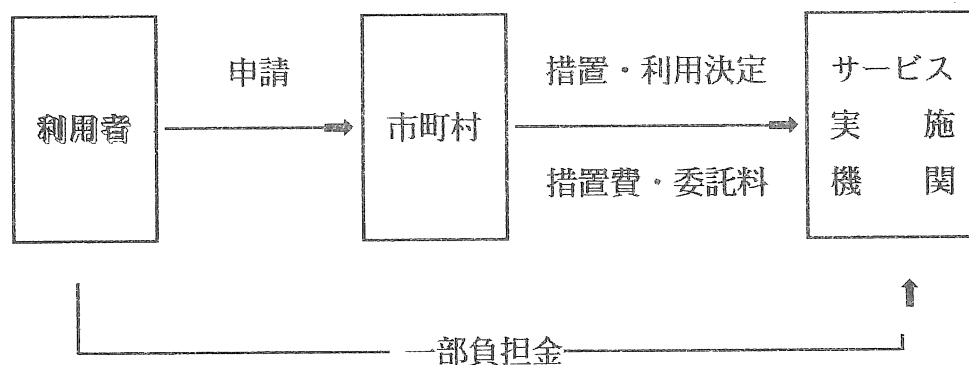 利用者
申請
市町村
措置・利用決定
措置費・委託料
サービス
実施
機関
一部負担金